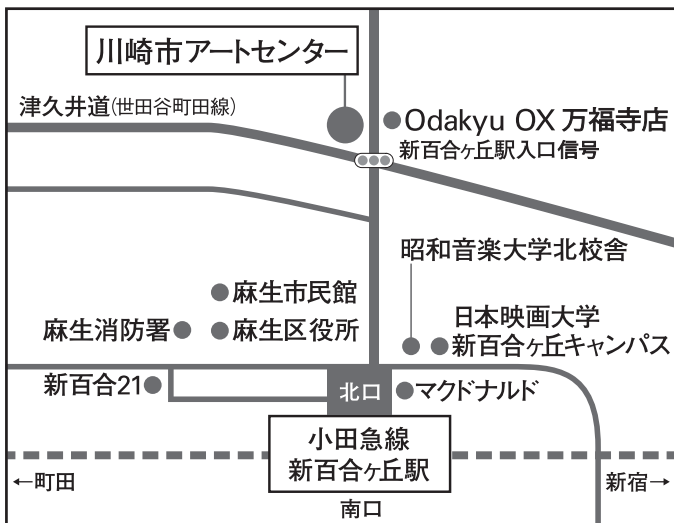 川崎市アートセンター
津久井道(世田谷町田線)
Odakyu OX 万福寺店
新百合ヶ丘駅入口信号
昭和音楽大学北校舎
麻生市民館
麻生消防署
麻生区役所
日本映画大学
新百合ヶ丘キャンパス
新百合21
北口
マクドナルド
小田急線
新百合ヶ丘駅
←町田
新宿→
南口